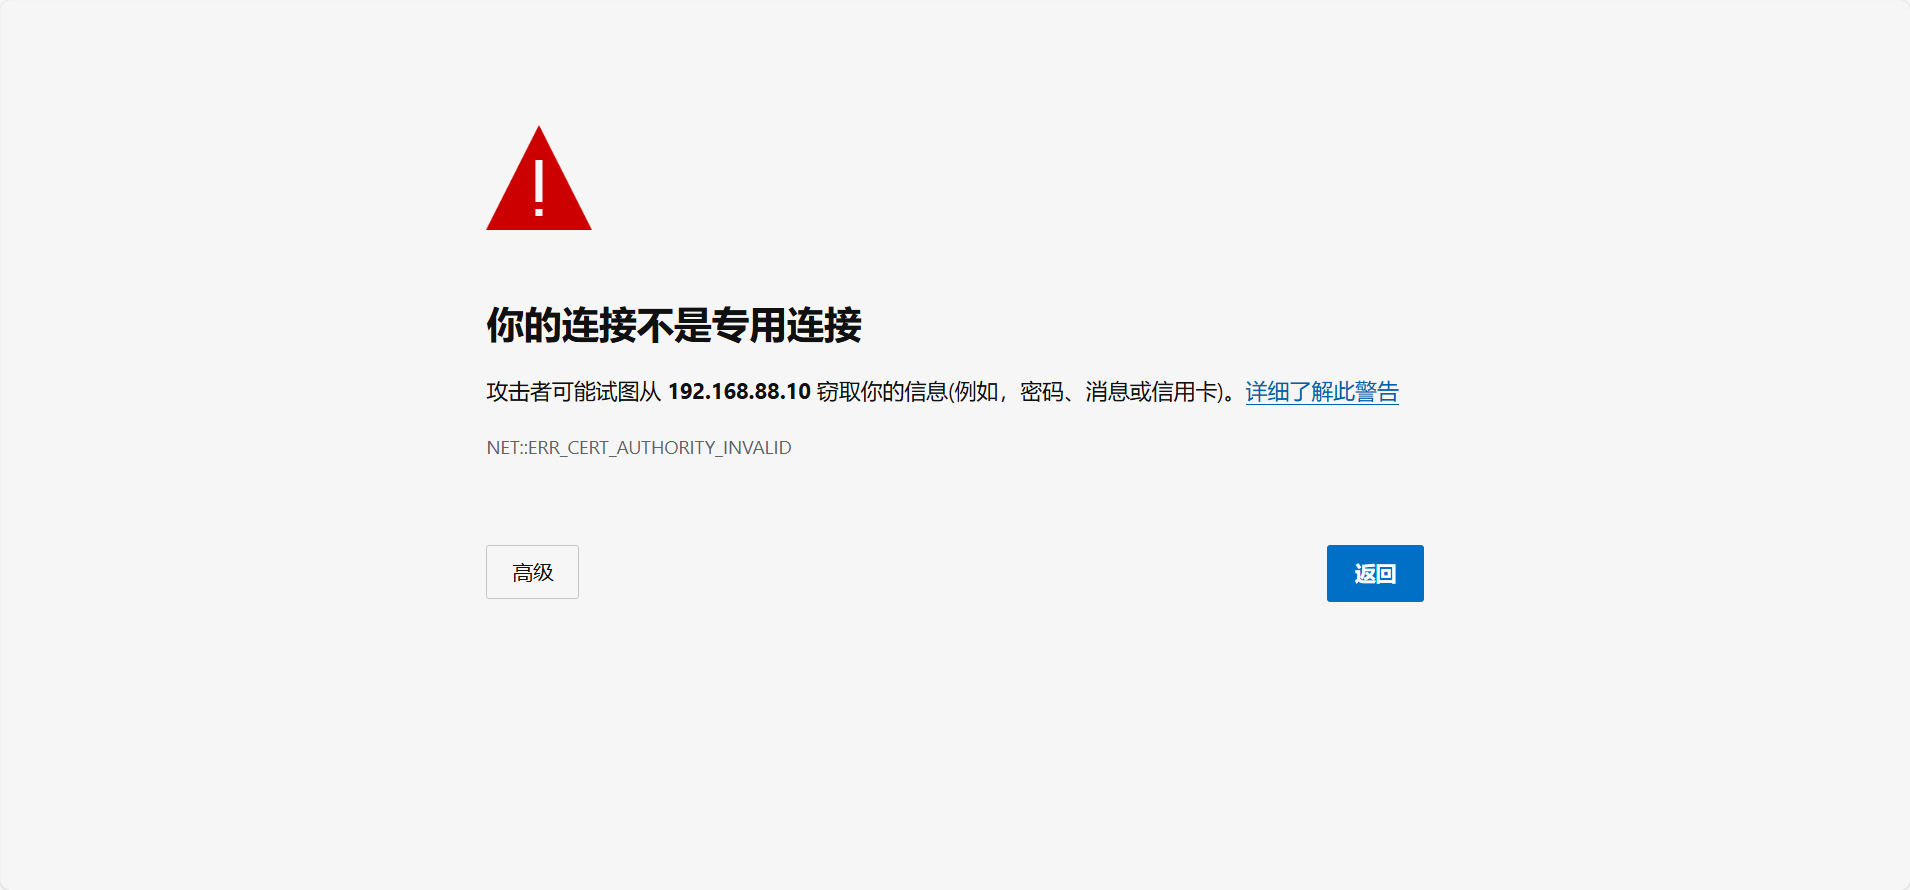 你的连接不是专用连接
攻击者可能试图从 192.168.88.10 窃取你的信息(例如，密码、消息或信用卡)。详细了解此警告
NET::ERR_CERT_AUTHORITY_INVALID
高级
返回